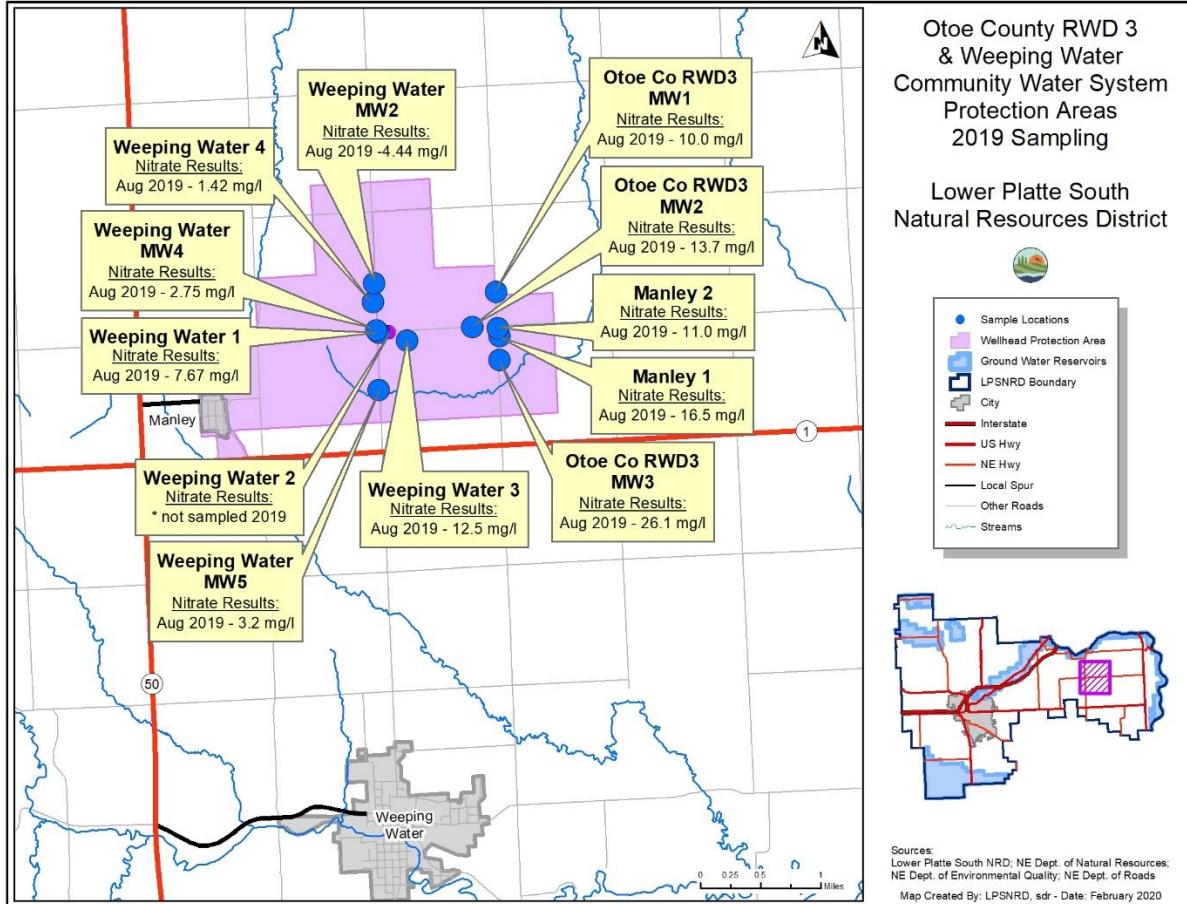 Otoe County RWD 3
& Weeping Water
Community Water System
Protection Areas
2019 Sampling
Lower Platte South
Natural Resources District
N
Weeping Water
MW2
Nitrate Results:
Aug 2019 -4.44 mg/l
Otoe Co RWD3
MW1
Nitrate Results:
Aug 2019 - 10.0 mg/l
Weeping Water 4
Nitrate Results:
Aug 2019 - 1.42 mg/l
Otoe Co RWD3
MW2
Nitrate Results:
Aug 2019 - 13.7 mg/l
Weeping Water
MW4
Nitrate Results:
Aug 2019 - 2.75 mg/l
Manley 2
Nitrate Results:
Aug 2019 - 11.0 mg/l
Weeping Water 1
Nitrate Results:
Aug 2019 - 7.67 mg/l
Manley 1
Nitrate Results:
Aug 2019 - 16.5 mg/l
Manley
1
Weeping Water 2
Nitrate Results:
* not sampled 2019
Weeping Water 3
Nitrate Results:
Aug 2019 - 12.5 mg/l
Otoe Co RWD3
MW3
Nitrate Results:
Aug 2019 - 26.1 mg/l
Weeping Water
MW5
Nitrate Results:
Aug 2019 - 3.2 mg/l
50
Weeping
Water
0 0.25 0.5 1
Miles
Sample Locations
Wellhead Protection Area
Ground Water Reservoirs
LPSNRD Boundary
City
Interstate
US Hwy
NE Hwy
Local Spur
Other Roads
Streams
Sources:
Lower Platte South NRD; NE Dept. of Natural Resources;
NE Dept. of Environmental Quality; NE Dept. of Roads
Map Created By: LPSNRD, sdr - Date: February 2020